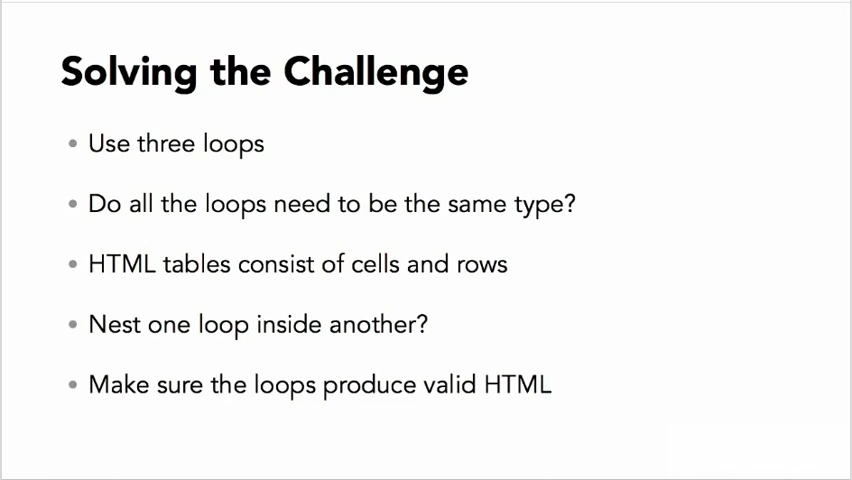 Solving the Challenge
• Use three loops
• Do all the loops need to be the same type?
• HTML tables consist of cells and rows
• Nest one loop inside another?
• Make sure the loops produce valid HTML